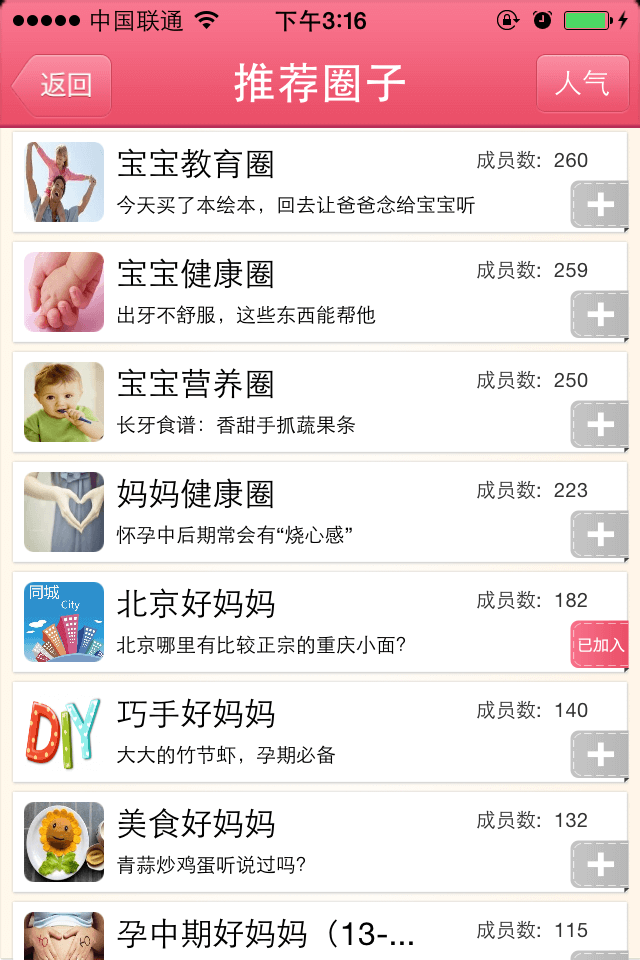 中国联通 下午3:16
返回 推荐圈子 人气
宝宝教育圈 成员数: 260
今天买了本绘本，回去让爸爸念给宝宝听
宝宝健康圈 成员数: 259
出牙不舒服，这些东西能帮他
宝宝营养圈 成员数: 250
长牙食谱：香甜手抓蔬果条
妈妈健康圈 成员数: 223
怀孕中后期常会有“烧心感”
同城
City
北京好妈妈 成员数: 182
北京哪里有比较正宗的重庆小面？
已加入
DIY
巧手好妈妈 成员数: 140
大大的竹节虾，孕期必备
美食好妈妈 成员数: 132
青蒜炒鸡蛋听说过吗？
孕中期好妈妈（13-... 成员数: 115